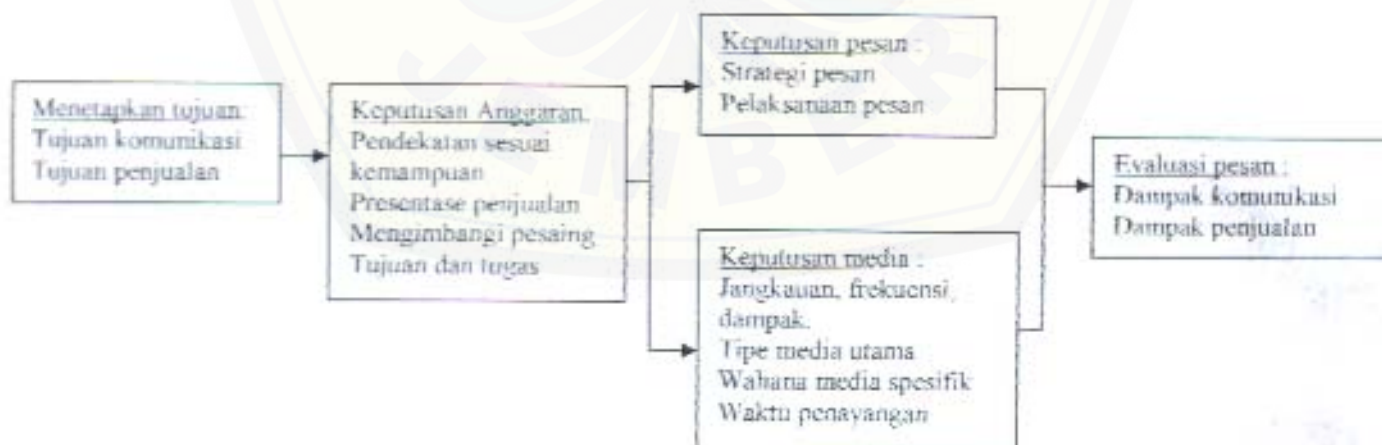 Menetapkan tujuan:
Tujuan komunikasi
Tujuan penjualan
Keputusan Anggaran.
Pendekatan sesuai
kemampuan
Presentase penjualan
Mengimbangi pesaing
Tujuan dan tugas
Keputusan pesan :
Strategi pesan
Pelaksanaan pesan
Keputusan media :
Jangkauan, frekuensi,
dampak.
Tipe media utama
Wahana media spesifik
Waktu penayangan
Evaluasi pesan :
Dampak komunikasi
Dampak penjualan
JEMBER